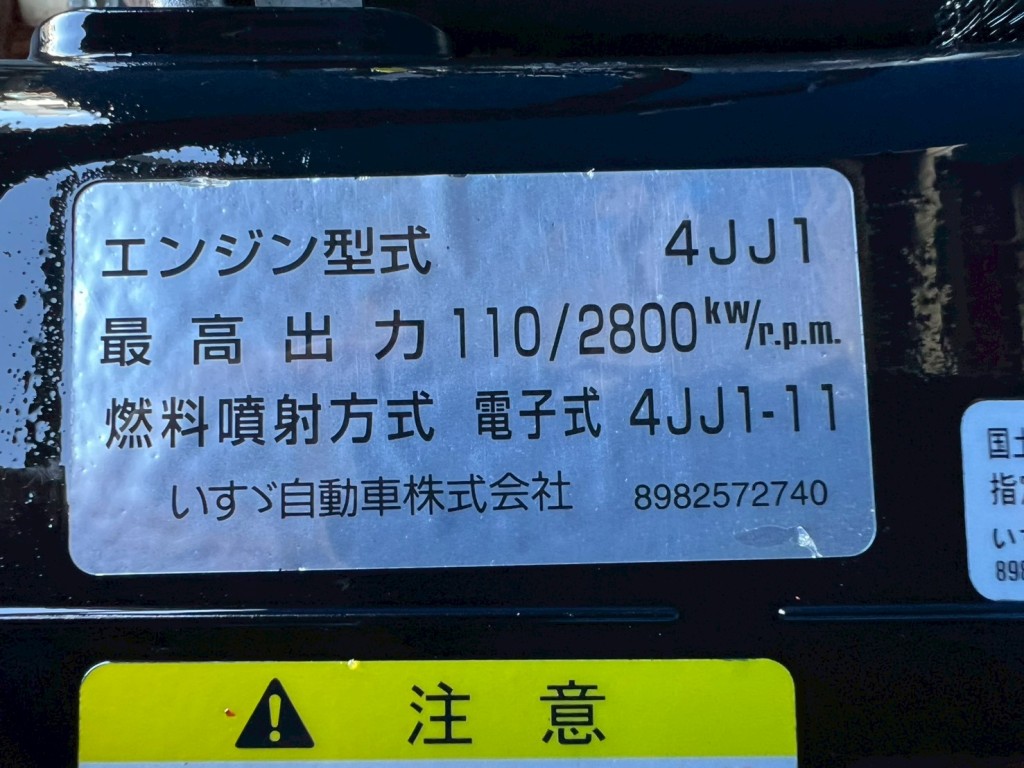 エンジン型式 4JJ1
最高出力 110/2800 kw/r.p.m.
燃料噴射方式 電子式 4JJ1-11
いすゞ自動車株式会社 8982572740
国土
指定
い
898
注意